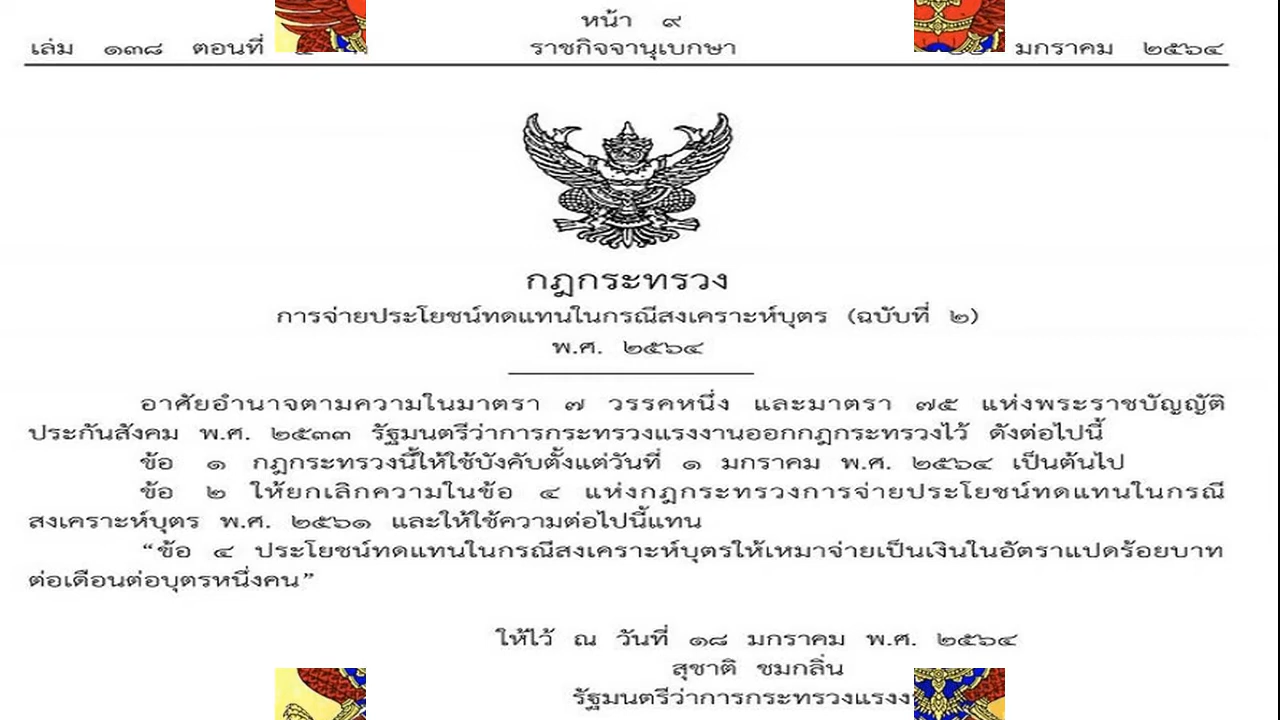 หน้า ๙
เล่ม ๑๓๘ ตอนที่ ราชกิจจานุเบกษา มกราคม ๒๕๖๔
กฎกระทรวง
การจ่ายประโยชน์ทดแทนในกรณีสงเคราะห์บุตร (ฉบับที่ ๒)
พ.ศ. ๒๕๖๔
อาศัยอำนาจตามความในมาตรา ๗ วรรคหนึ่ง และมาตรา ๗๕ แห่งพระราชบัญญัติ
ประกันสังคม พ.ศ. ๒๕๓๓ รัฐมนตรีว่าการกระทรวงแรงงานออกกฎกระทรวงไว้ ดังต่อไปนี้
ข้อ ๑ กฎกระทรวงนี้ให้ใช้บังคับตั้งแต่วันที่ ๑ มกราคม พ.ศ. ๒๕๖๔ เป็นต้นไป
ข้อ ๒ ให้ยกเลิกความในข้อ ๔ แห่งกฎกระทรวงการจ่ายประโยชน์ทดแทนในกรณี
สงเคราะห์บุตร พ.ศ. ๒๕๖๑ และให้ใช้ความต่อไปนี้แทน
“ข้อ ๔ ประโยชน์ทดแทนในกรณีสงเคราะห์บุตรให้เหมาจ่ายเป็นเงินในอัตราแปดร้อยบาท
ต่อเดือนต่อบุตรหนึ่งคน”
ให้ไว้ ณ วันที่ ๑๘ มกราคม พ.ศ. ๒๕๖๔
สุชาติ ชมกลิ่น
รัฐมนตรีว่าการกระทรวงแรงง